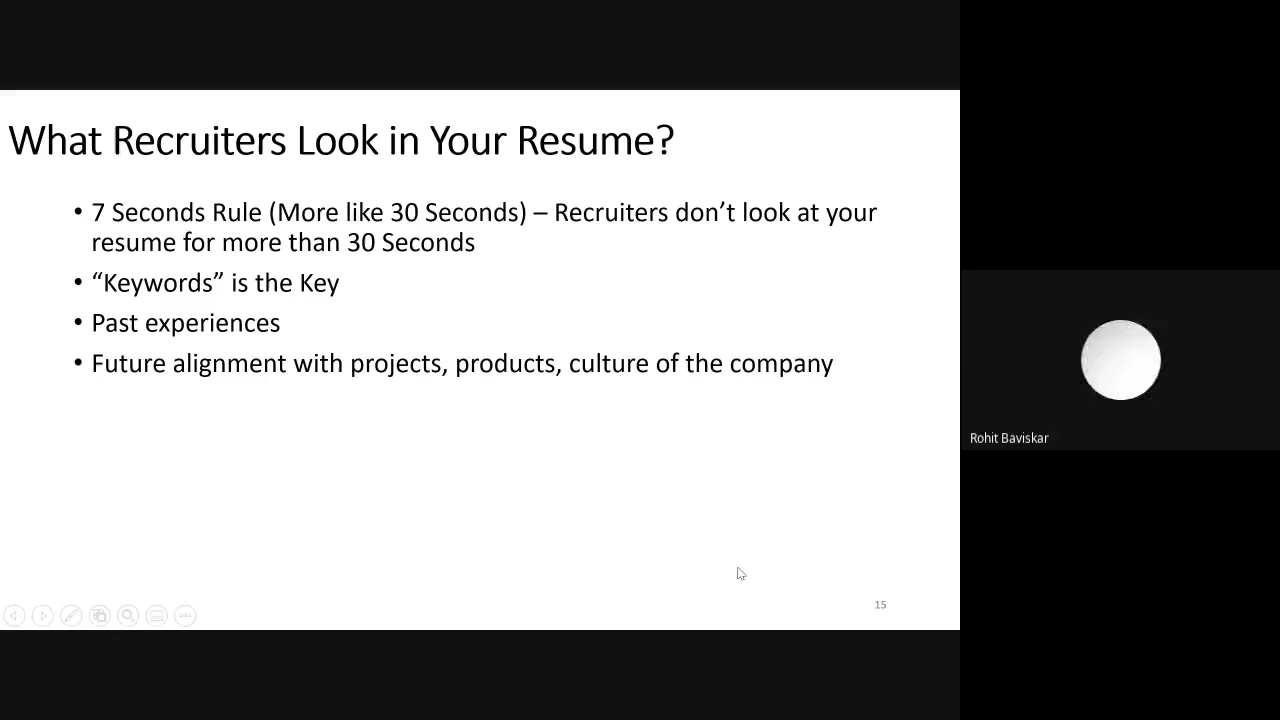 What Recruiters Look in Your Resume?
• 7 Seconds Rule (More like 30 Seconds) – Recruiters don’t look at your
resume for more than 30 Seconds
• “Keywords” is the Key
• Past experiences
• Future alignment with projects, products, culture of the company
15
Rohit Baviskar